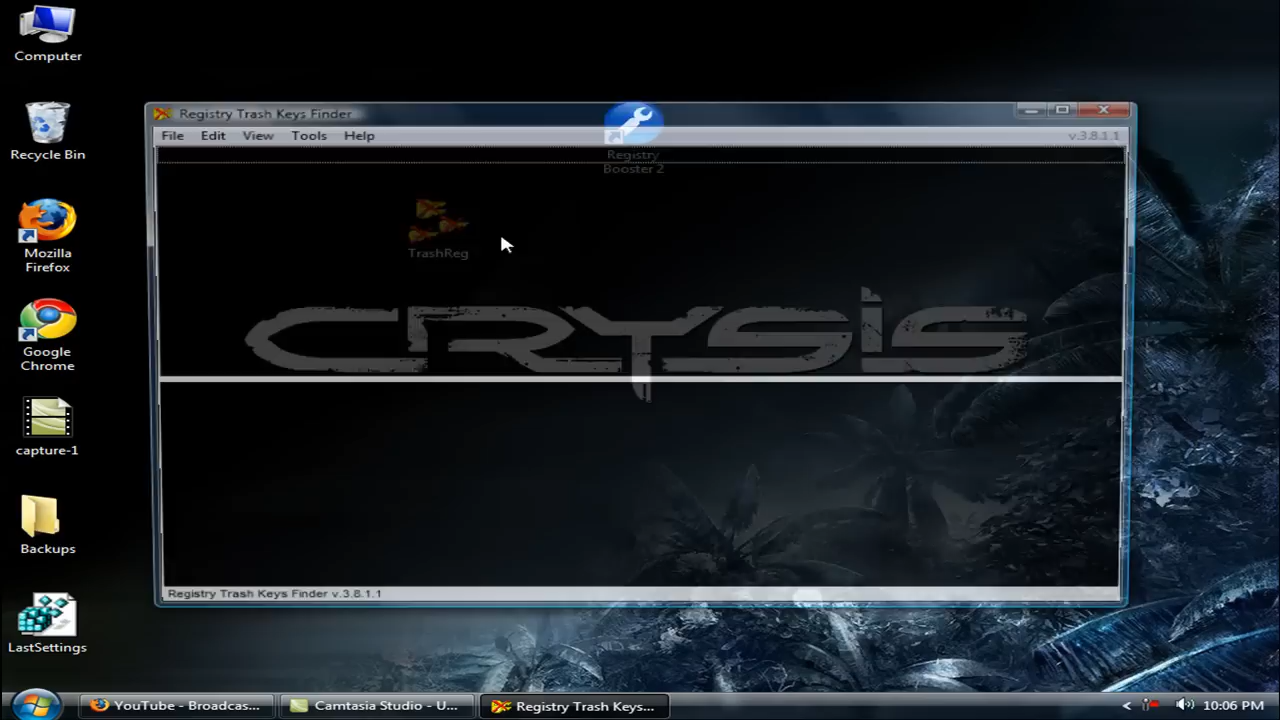 Computer
Recycle Bin
Mozilla
Firefox
Google
Chrome
capture-1
Backups
LastSettings
Registry Trash Keys Finder
File Edit View Tools Help
v.3.8.1.1
Registry
Booster 2
TrashReg
CRYSIS
Registry Trash Keys Finder v.3.8.1.1
YouTube - Broadcas...
Camtasia Studio - U...
Registry Trash Keys...
10:06 PM